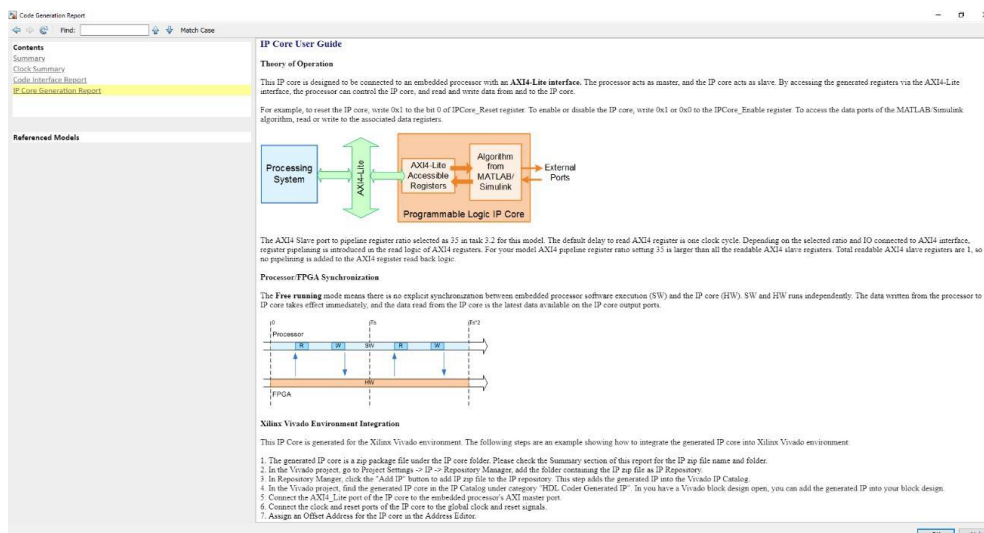 Code Generation Report
Find:
Match Case
Contents
Summary
Clock Summary
Code Interface Report
IP Core Generation Report
Referenced Models
IP Core User Guide
Theory of Operation
This IP core is designed to be connected to an embedded processor with an AXI4-Lite interface. The processor acts as master, and the IP core acts as slave. By accessing the generated registers via the AXI4-Lite
interface, the processor can control the IP core, and read and write data from and to the IP core.
For example, to reset the IP core, write 0x1 to the bit 0 of IPCore_Reset register. To enable or disable the IP core, write 0x1 or 0x0 to the IPCore_Enable register. To access the data ports of the MATLAB/Simulink
algorithm, read or write to the associated data registers.
Processing
System
AXI4-Lite
AXI4-Lite
Accessible
Registers
Algorithm
from
MATLAB/
Simulink
External
Ports
Programmable Logic IP Core
The AXI4 Slave port to pipeline register ratio selected as 35 in task 3.2 for this model. The default delay to read AXI4 register is one clock cycle. Depending on the selected ratio and IO connected to AXI4 interface,
register pipelining is introduced in the read logic of AXI4 registers. For your model AXI4 pipeline register ratio setting 35 is larger than all the readable AXI4 slave registers. Total readable AXI4 slave registers are 1, so
no pipelining is added to the AXI4 register read back logic.
Processor/FPGA Synchronization
The Free running mode means there is no explicit synchronization between embedded processor software execution (SW) and the IP core (HW). SW and HW runs independently. The data written from the processor to
IP core takes effect immediately, and the data read from the IP core is the latest data available on the IP core output ports.
Processor
R W SW R W
HW
FPGA
Xilinx Vivado Environment Integration
This IP Core is generated for the Xilinx Vivado environment. The following steps are an example showing how to integrate the generated IP core into Xilinx Vivado environment:
1. The generated IP core is a zip package file under the IP core folder. Please check the Summary section of this report for the IP zip file name and folder.
2. In the Vivado project, go to Project Settings -> IP -> Repository Manager, add the folder containing the IP zip file as IP Repository.
3. In Repository Manger, click the "Add IP" button to add IP zip file to the IP repository. This step adds the generated IP into the Vivado IP Catalog.
4. In the Vivado project, find the generated IP core in the IP Catalog under category "HDL Coder Generated IP". In you have a Vivado block design open, you can add the generated IP into your block design.
5. Connect the AXI4_Lite port of the IP core to the embedded processor's AXI master port.
6. Connect the clock and reset ports of the IP core to the global clock and reset signals.
7. Assign an Offset Address for the IP core in the Address Editor.